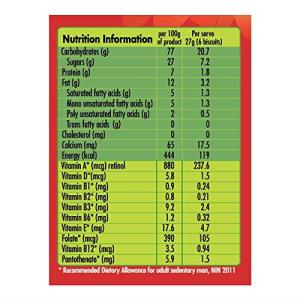 Nutrition Information per 100g of product Per serve 27g (6 biscuits)
Carbohydrates (g) 77 20.7
Sugars (g) 27 7.2
Protein (g) 7 1.8
Fat (g) 12 3.2
Saturated fatty acids (g) 5 1.3
Mono unsaturated fatty acids (g) 5 1.3
Poly unsaturated fatty acids (g) 2 0.5
Trans fatty acids (g) 0 0
Cholesterol (mg) 0 0
Calcium (mg) 65 17.5
Energy (kcal) 444 119
Vitamin A* (mcg) retinol 880 237.6
Vitamin D*(mcg) 5.8 1.5
Vitamin B1* (mg) 0.9 0.24
Vitamin B2* (mg) 0.8 0.21
Vitamin B3* (mg) 9.2 2.4
Vitamin B6* (mg) 1.2 0.32
Vitamin E* (mg) 17.6 4.7
Folate* (mcg) 390 105
Vitamin B12* (mcg) 3.5 0.94
Pantothenate* (mg) 5.9 1.5
* Recommended Dietary Allowance for adult sedentary man, NIN 2011